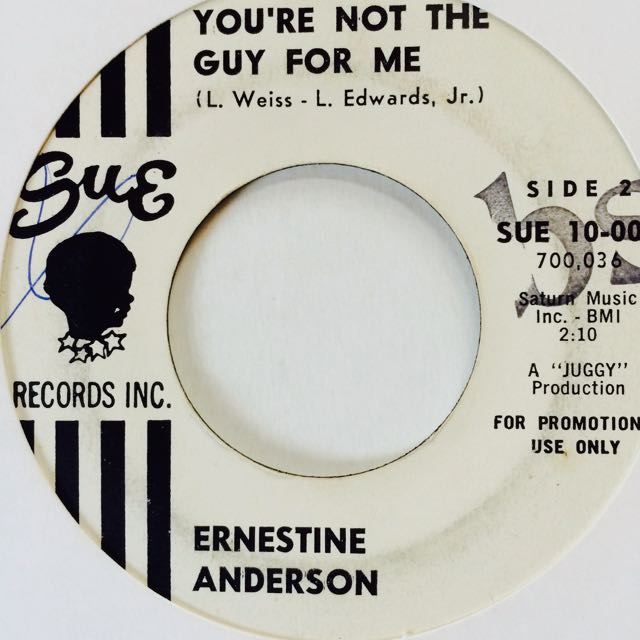 YOU'RE NOT THE
GUY FOR ME
(L. Weiss - L. Edwards, Jr.)
Sue
RECORDS INC.
SIDE 2
SUE 10-00
700,036
Saturn Music
Inc. - BMI
2:10
A "JUGGY"
Production
FOR PROMOTION
USE ONLY
ERNESTINE
ANDERSON